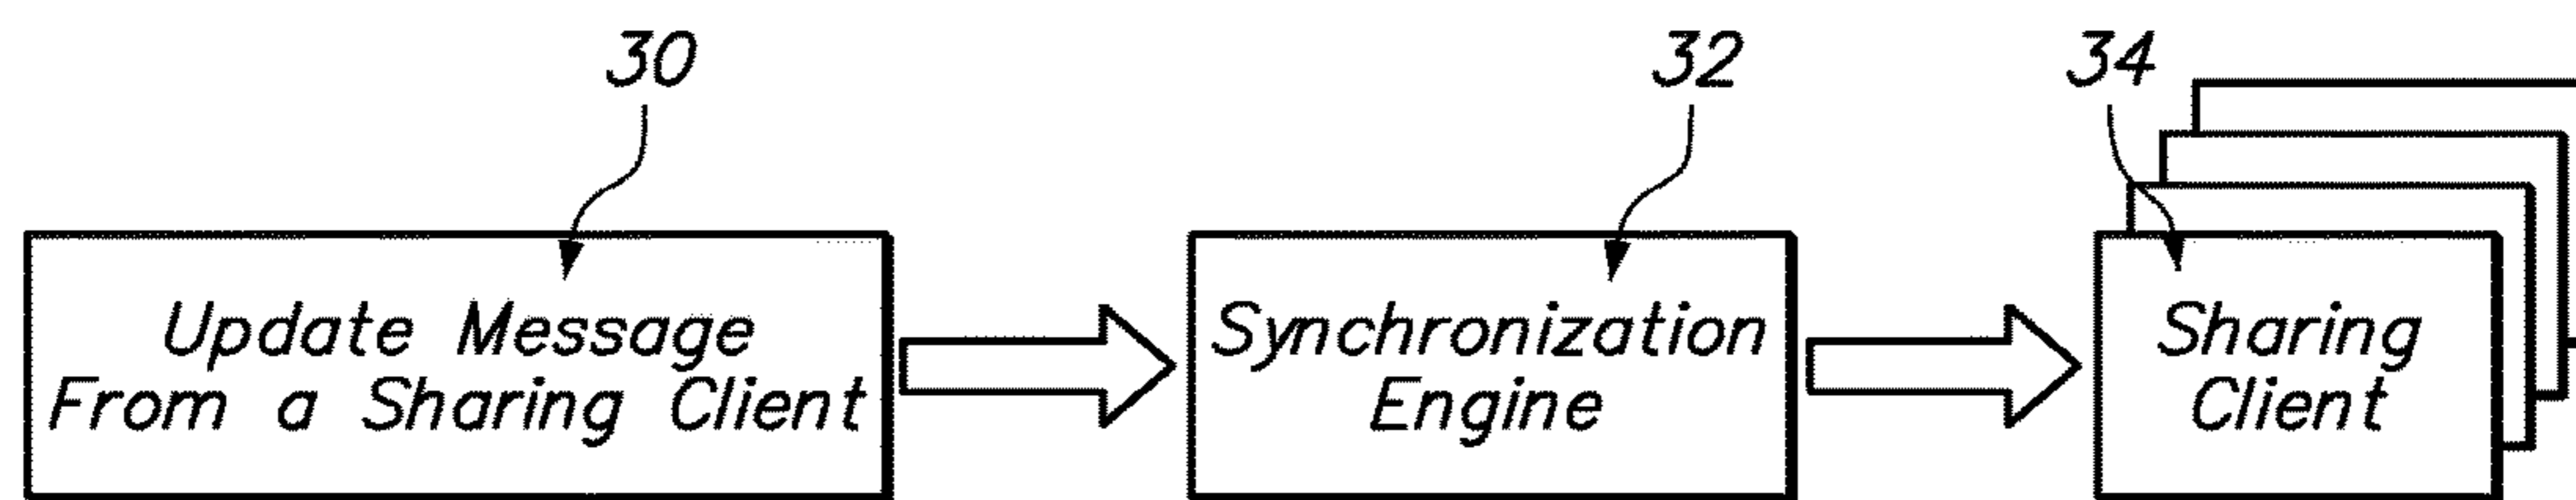 30
32
34
Update Message
From a Sharing Client
Synchronization
Engine
Sharing
Client